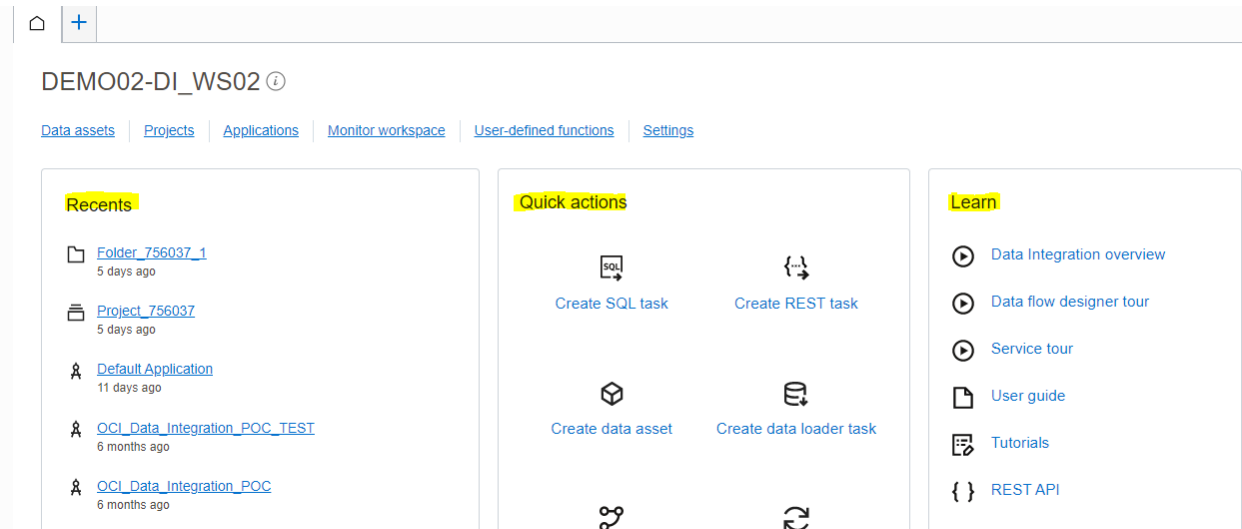 DEMO02-DI_WS02
Data assets
Projects
Applications
Monitor workspace
User-defined functions
Settings
Recents
Folder_756037_1
5 days ago
Project_756037
5 days ago
Default Application
11 days ago
OCI_Data_Integration_POC_TEST
6 months ago
OCI_Data_Integration_POC
6 months ago
Quick actions
SQL
Create SQL task
Create REST task
Create data asset
Create data loader task
Learn
Data Integration overview
Data flow designer tour
Service tour
User guide
Tutorials
REST API